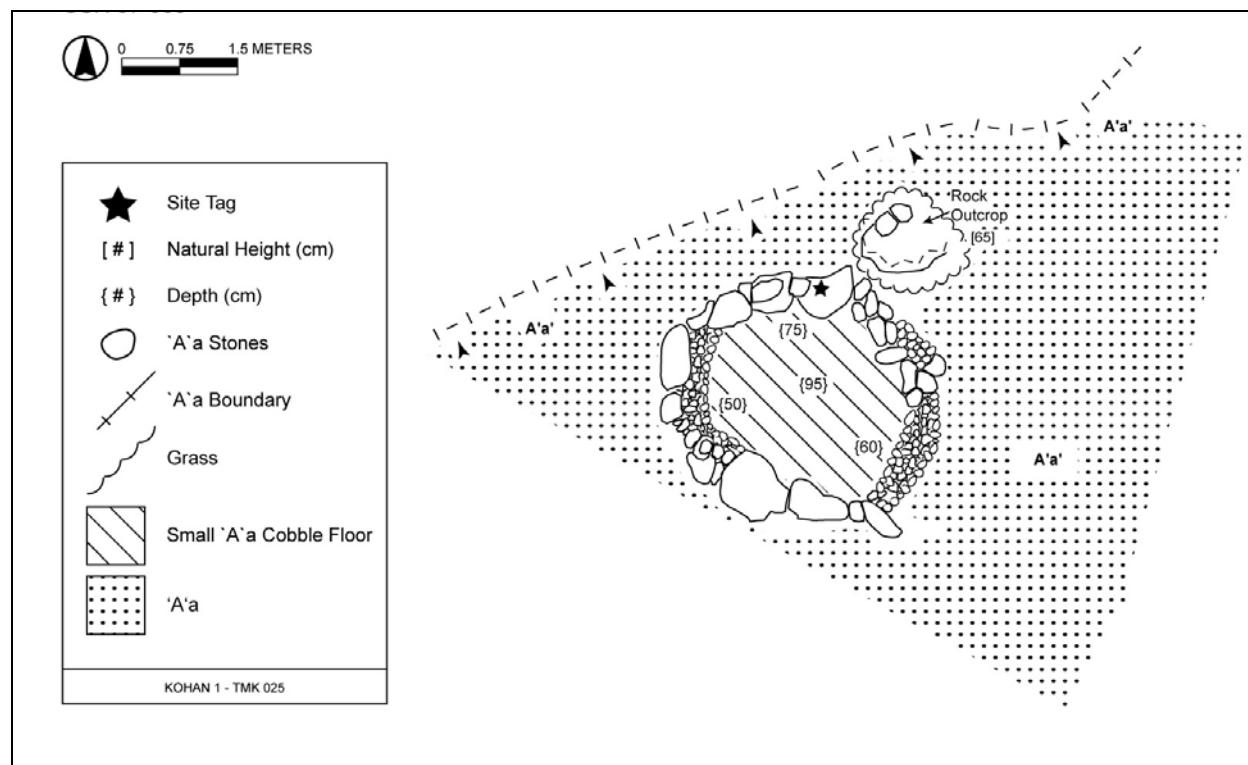 0 0.75 1.5 METERS
Site Tag
[ # ] Natural Height (cm)
{ # } Depth (cm)
`A`a Stones
`A`a Boundary
Grass
Small `A`a Cobble Floor
'A'a
KOHAN 1 - TMK 025
A'a'
Rock
Outcrop
[65]
A'a'
{75}
{95}
{50}
{60}
A'a'